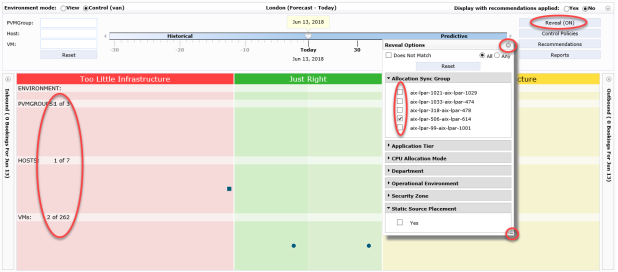 Environment mode: View Control (van)
London (Forecast - Today)
Display with recommendations applied: Yes No
PVMGroup:
Host:
VM:
Reset
Jun 13, 2018
Historical
Predictive
-30 -20 -10 Today 10 20 30
Jun 13, 2018
Reveal (ON)
Control Policies
Recommendations
Reports
Reveal Options
Does Not Match
All Any
Reset
Allocation Sync Group
aix-lpar-1021-aix-lpar-1029
aix-lpar-1033-aix-lpar-474
aix-lpar-318-aix-lpar-478
aix-lpar-506-aix-lpar-614
aix-lpar-99-aix-lpar-1001
Application Tier
CPU Allocation Mode
Department
Operational Environment
Security Zone
Static Source Placement
Yes
Too Little Infrastructure
Just Right
cture
ENVIRONMENT:
PVMGROUPS: 1 of 3
HOSTS: 1 of 7
VMs: 2 of 262
Inbound ( 0 Bookings For Jun 13)
Outbound ( 0 Bookings For Jun 13)